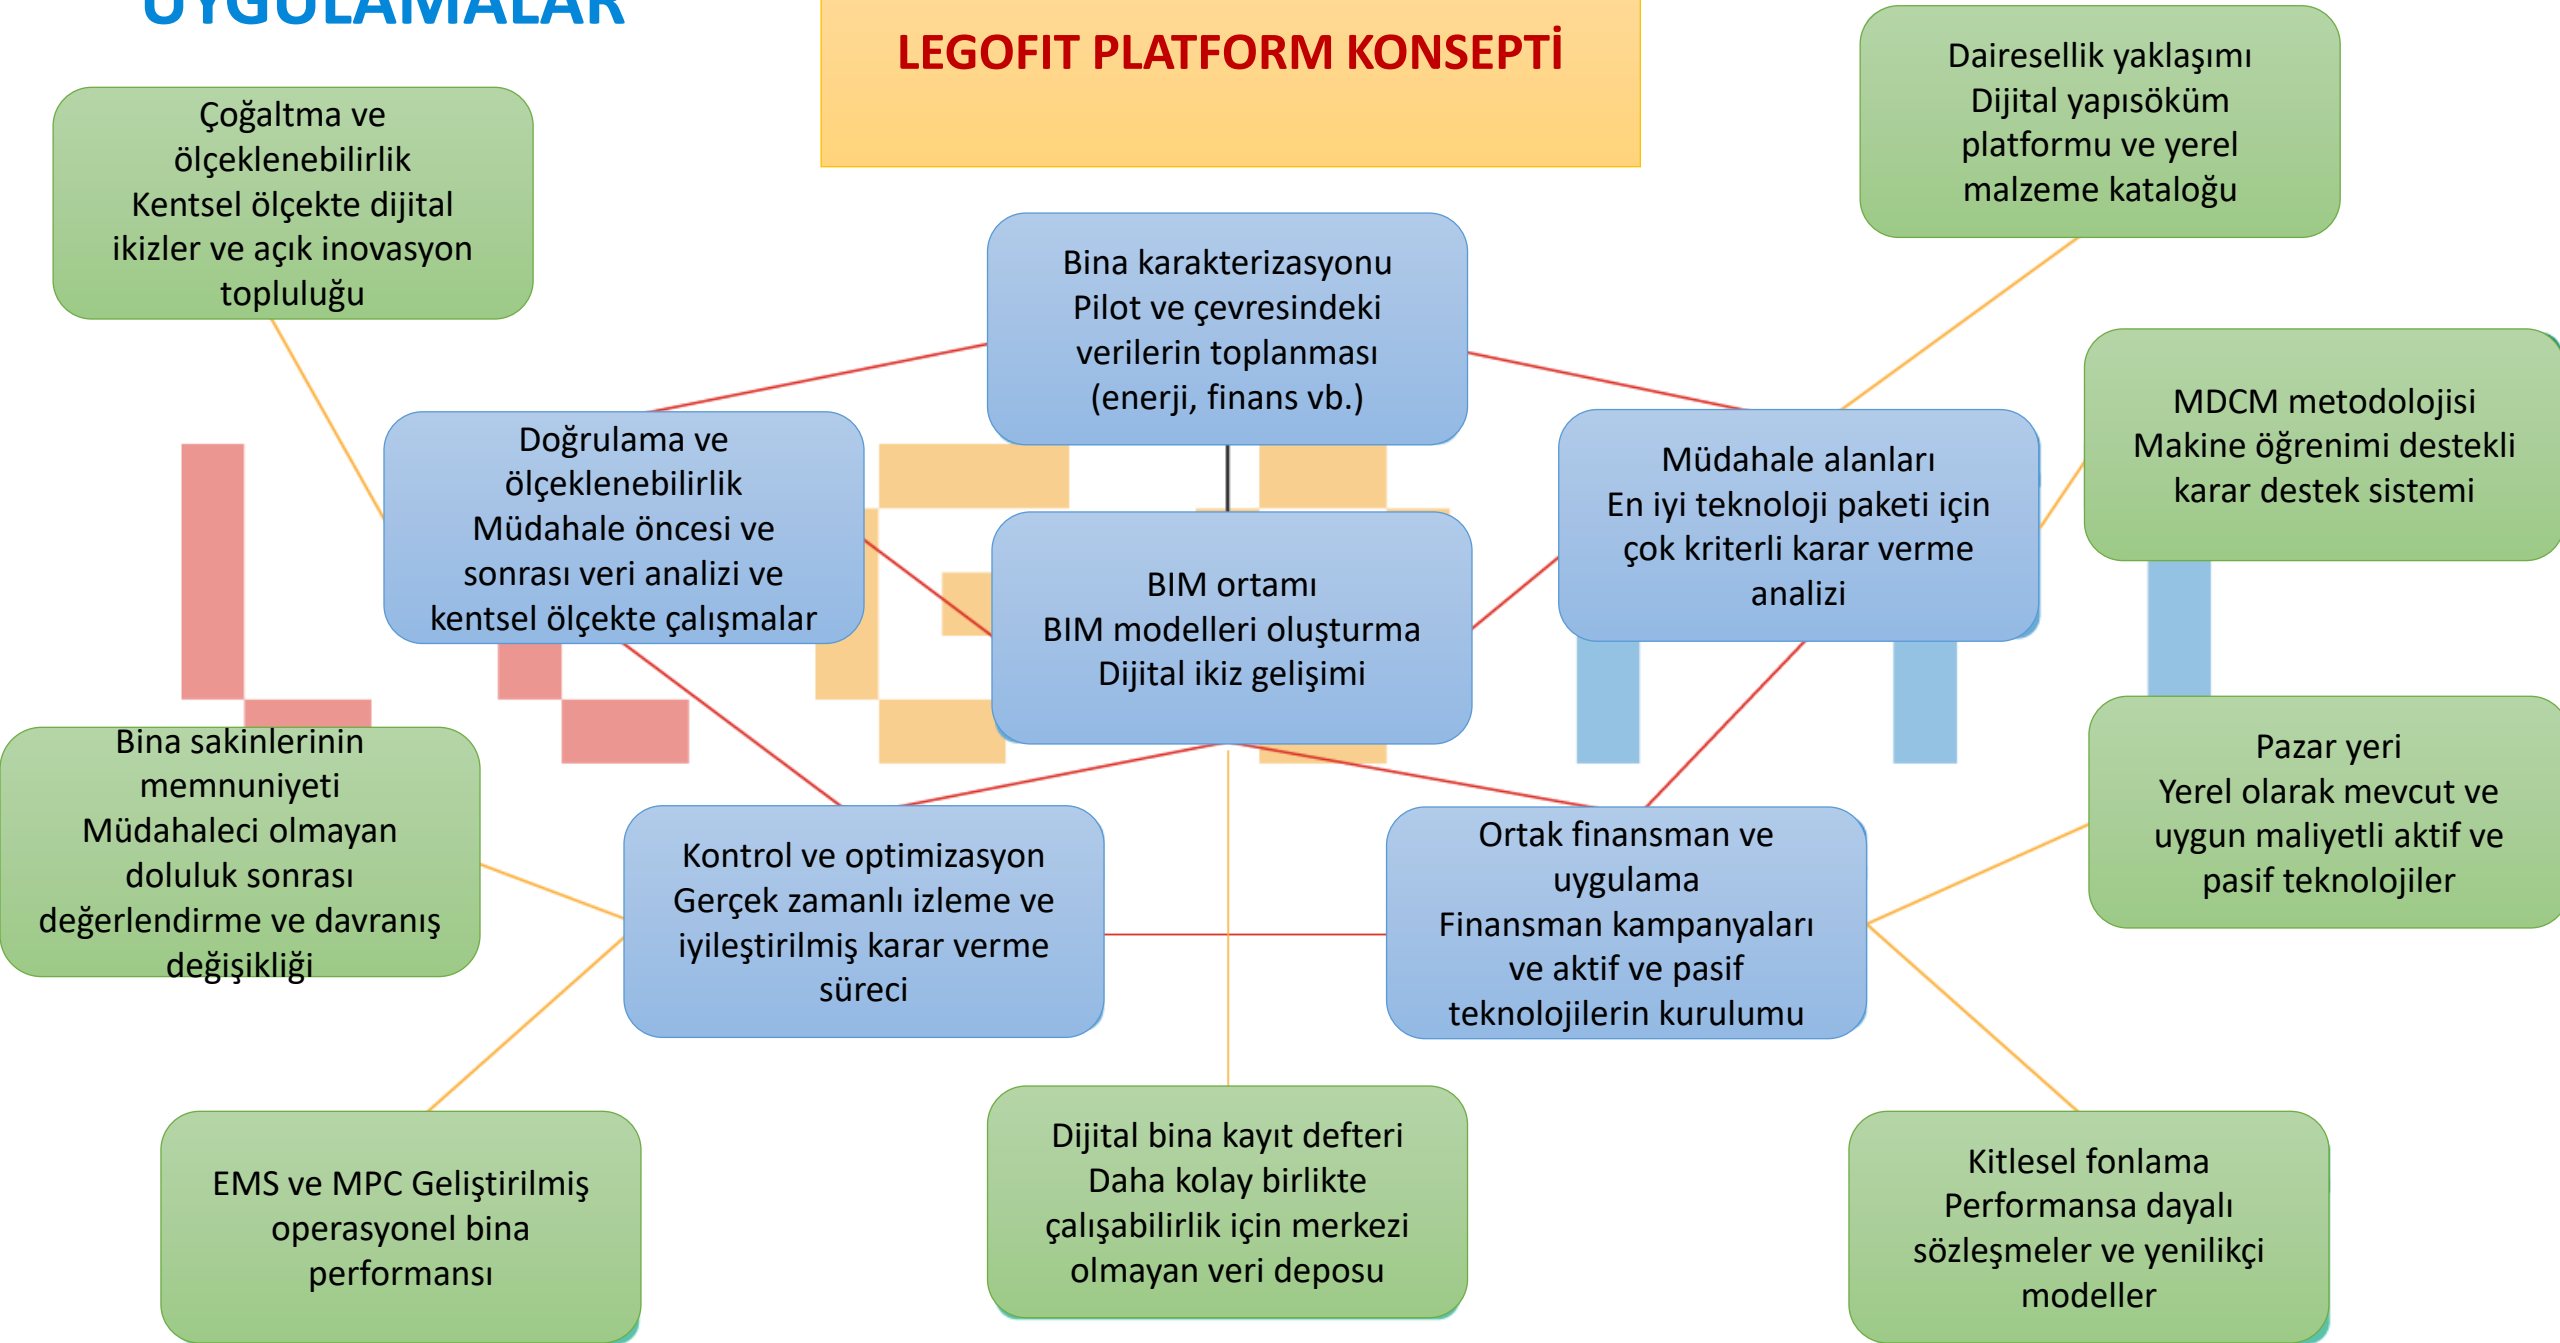 UYGULAMALAR
LEGOFIT PLATFORM KONSEPTİ
Dairesellik yaklaşımı
Dijital yapısöküm
platformu ve yerel
malzeme kataloğu
Çoğaltma ve
ölçeklenebilirlik
Kentsel ölçekte dijital
ikizler ve açık inovasyon
topluluğu
Bina karakterizasyonu
Pilot ve çevresindeki
verilerin toplanması
(enerji, finans vb.)
MDCM metodolojisi
Makine öğrenimi destekli
karar destek sistemi
Doğrulama ve
ölçeklenebilirlik
Müdahale öncesi ve
sonrası veri analizi ve
kentsel ölçekte çalışmalar
Müdahale alanları
En iyi teknoloji paketi için
çok kriterli karar verme
analizi
BIM ortamı
BIM modelleri oluşturma
Dijital ikiz gelişimi
Bina sakinlerinin
memnuniyeti
Müdahaleci olmayan
doluluk sonrası
değerlendirme ve davranış
değişikliği
Pazar yeri
Yerel olarak mevcut ve
uygun maliyetli aktif ve
pasif teknolojiler
Kontrol ve optimizasyon
Gerçek zamanlı izleme ve
iyileştirilmiş karar verme
süreci
Ortak finansman ve
uygulama
Finansman kampanyaları
ve aktif ve pasif
teknolojilerin kurulumu
EMS ve MPC Geliştirilmiş
operasyonel bina
performansı
Dijital bina kayıt defteri
Daha kolay birlikte
çalışabilirlik için merkezi
olmayan veri deposu
Kitlesel fonlama
Performansa dayalı
sözleşmeler ve yenilikçi
modeller